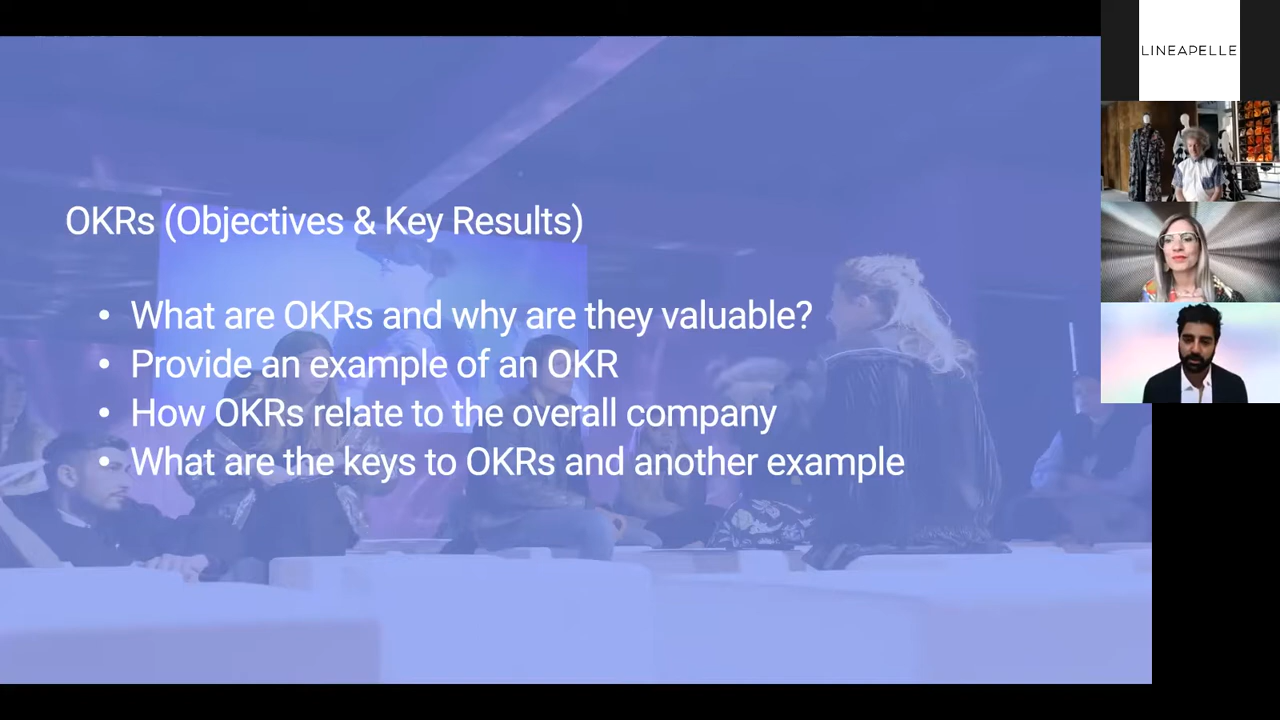 LINEAPELLE
OKRs (Objectives & Key Results)
• What are OKRs and why are they valuable?
• Provide an example of an OKR
• How OKRs relate to the overall company
• What are the keys to OKRs and another example